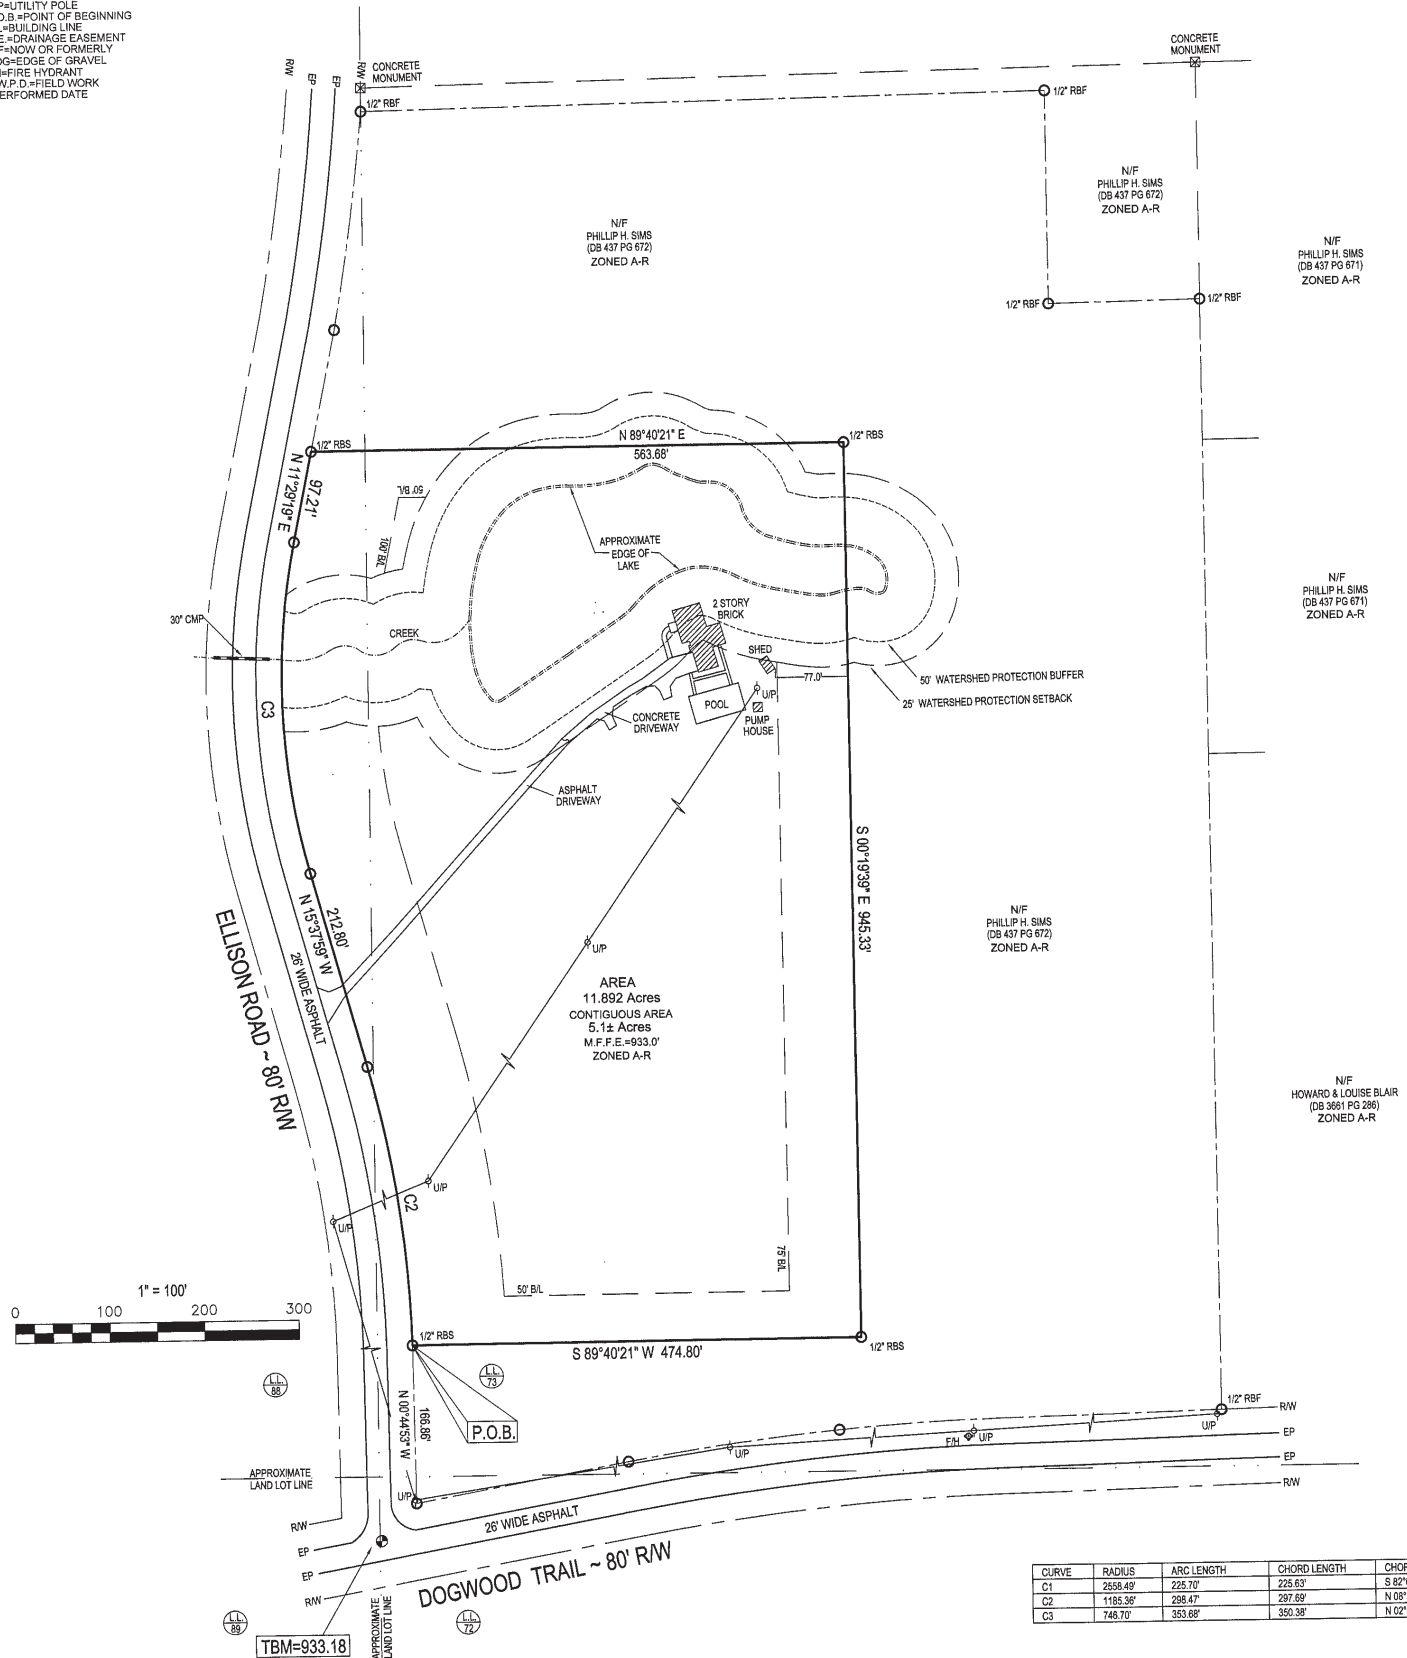 P=UTILITY POLE
O.B.=POINT OF BEGINNING
L=BUILDING LINE
E.=DRAINAGE EASEMENT
F=NOW OR FORMERLY
OG=EDGE OF GRAVEL
H=FIRE HYDRANT
W.P.D.=FIELD WORK
ERFORMED DATE
R/W
EP
EP
R/W
CONCRETE
MONUMENT
1/2" RBF
CONCRETE
MONUMENT
1/2" RBF
N/F
PHILLIP H. SIMS
(DB 437 PG 672)
ZONED A-R
N/F
PHILLIP H. SIMS
(DB 437 PG 672)
ZONED A-R
N/F
PHILLIP H. SIMS
(DB 437 PG 671)
ZONED A-R
1/2" RBF
1/2" RBF
1/2" RBS
N 89°40'21" E
563.68'
1/2" RBS
N 11°29'19" E
97.21'
50' B/L
100' B/L
APPROXIMATE
EDGE OF
LAKE
2 STORY
BRICK
N/F
PHILLIP H. SIMS
(DB 437 PG 671)
ZONED A-R
30" CMP
CREEK
SHED
77.0'
50' WATERSHED PROTECTION BUFFER
25' WATERSHED PROTECTION SETBACK
U/P
C3
POOL
CONCRETE
DRIVEWAY
PUMP
HOUSE
ASPHALT
DRIVEWAY
S 00°19'39" E 945.33'
N 15°37'59" W
212.80'
N/F
PHILLIP H. SIMS
(DB 437 PG 672)
ZONED A-R
U/P
ELLISON ROAD ~ 80' R/W
26' WIDE ASPHALT
AREA
11.892 Acres
CONTIGUOUS AREA
5.1± Acres
M.F.F.E.=933.0'
ZONED A-R
N/F
HOWARD & LOUISE BLAIR
(DB 3661 PG 286)
ZONED A-R
U/P
C2
U/P
75' B/L
50' B/L
1" = 100'
0 100 200 300
1/2" RBS
S 89°40'21" W 474.80'
1/2" RBS
L.L.
88
L.L.
73
N 00°44'53" W
166.86'
P.O.B.
1/2" RBF
R/W
U/P
EP
F/H
U/P
U/P
EP
R/W
APPROXIMATE
LAND LOT LINE
U/P
26' WIDE ASPHALT
R/W
EP
EP
R/W
DOGWOOD TRAIL ~ 80' R/W
L.L.
89
TBM=933.18
APPROXIMATE
LAND LOT LINE
L.L.
72
CURVE RADIUS ARC LENGTH CHORD LENGTH CHOR
C1 2558.49' 225.70' 225.63' S 82°
C2 1185.36' 298.47' 297.69' N 08°
C3 746.70' 353.68' 350.38' N 02°